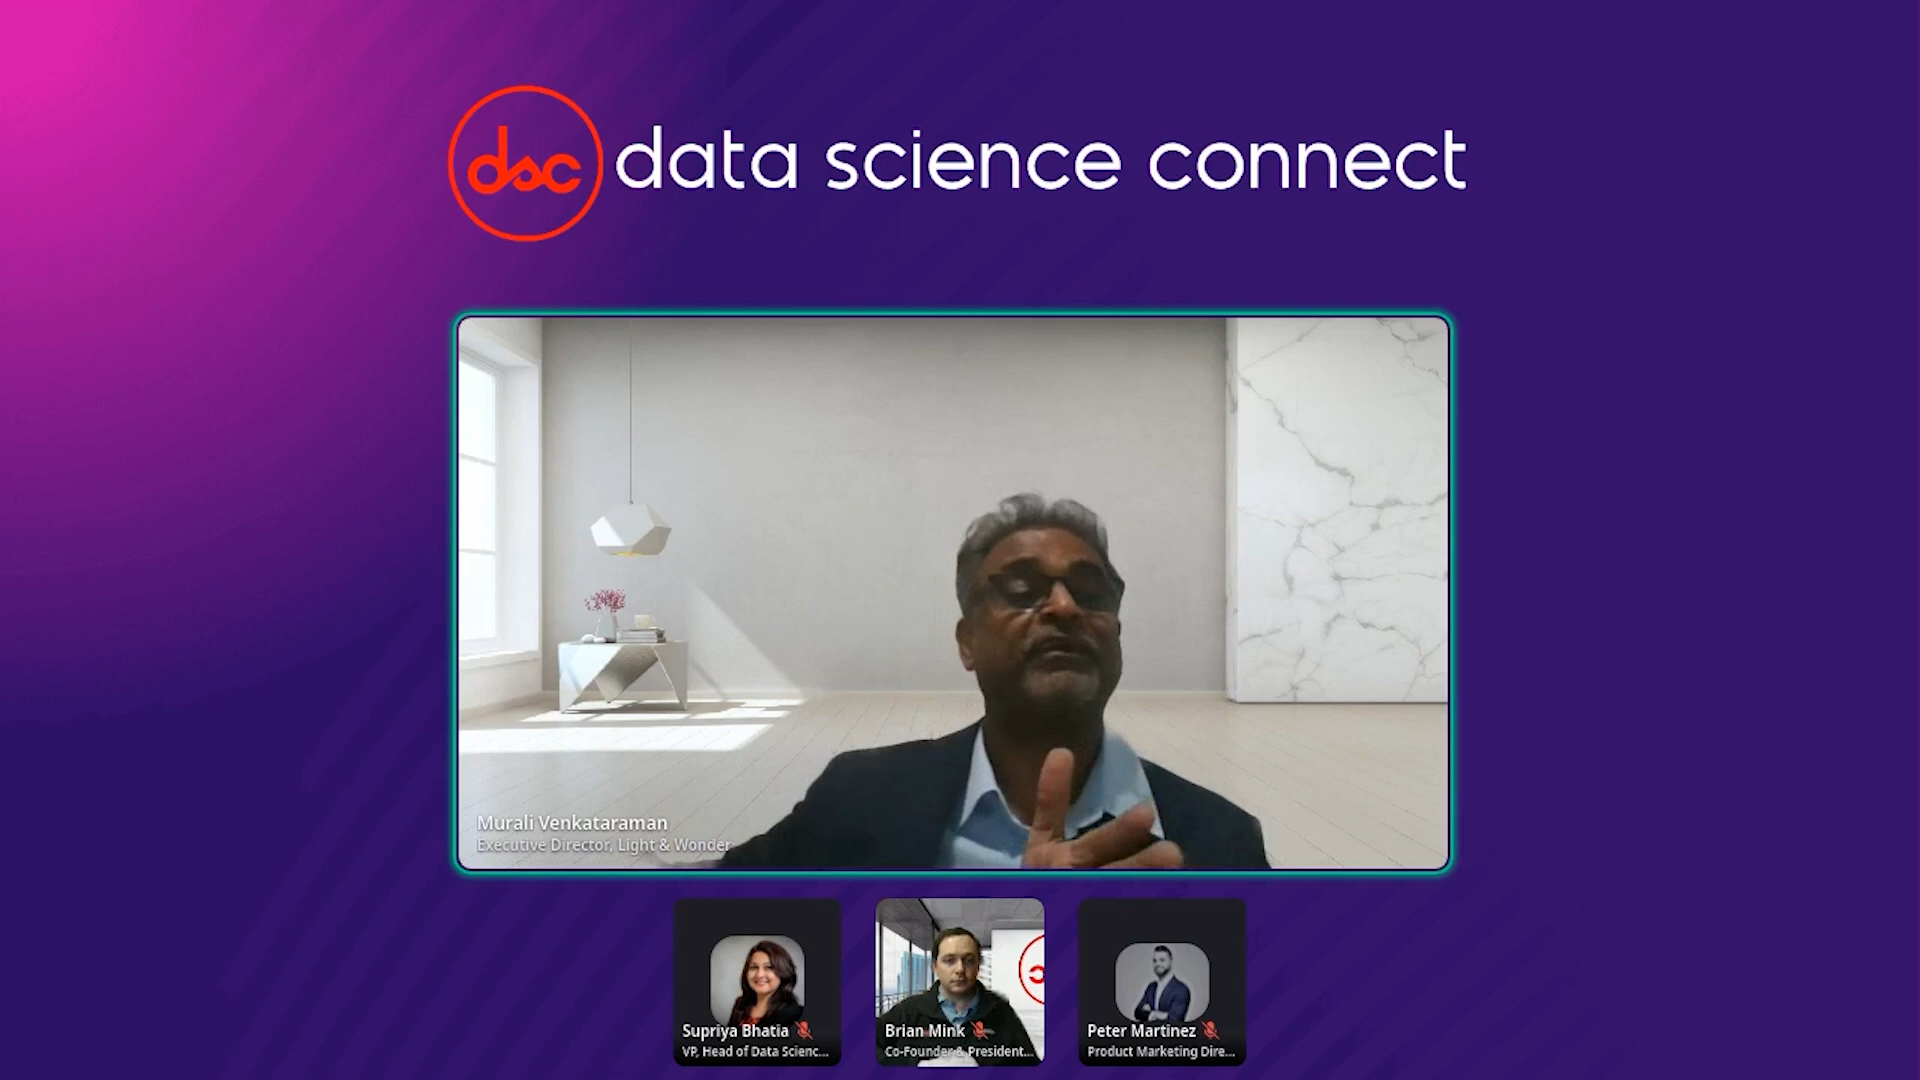 dsc data science connect
Murali Venkataraman
Executive Director, Light & Wonder
Supriya Bhatia
VP, Head of Data Scienc...
Brian Mink
Co-Founder & President...
Peter Martinez
Product Marketing Dire...